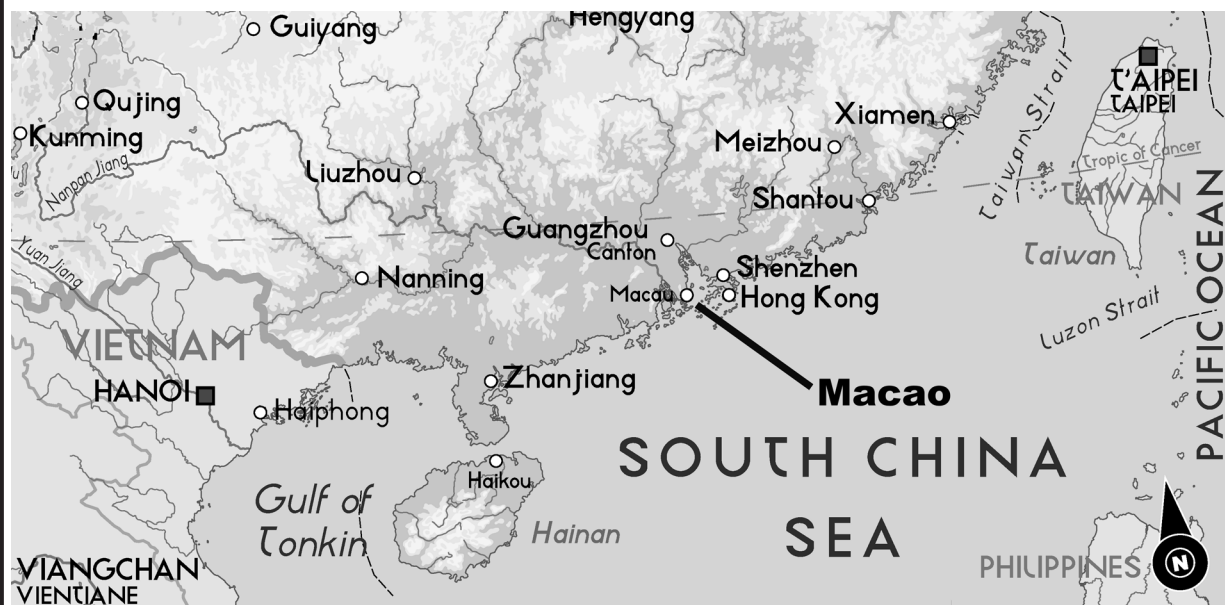 Hengyang
Guiyang
Qujing
Kunming
Nanpan Jiang
Liuzhou
Xiamen
Meizhou
Shantou
Taiwan Strait
T'AIPEI
TAIPEI
Tropic of Cancer
TAIWAN
Taiwan
PACIFIC OCEAN
Luzon Strait
Guangzhou
Canton
Shenzhen
Hong Kong
Macau
Macao
Yuan Jiang
Nanning
VIETNAM
HANOI
Haiphong
Zhanjiang
SOUTH CHINA
SEA
Haikou
Hainan
Gulf of
Tonkin
VIANGCHAN
VIENTIANE
PHILIPPINES
N